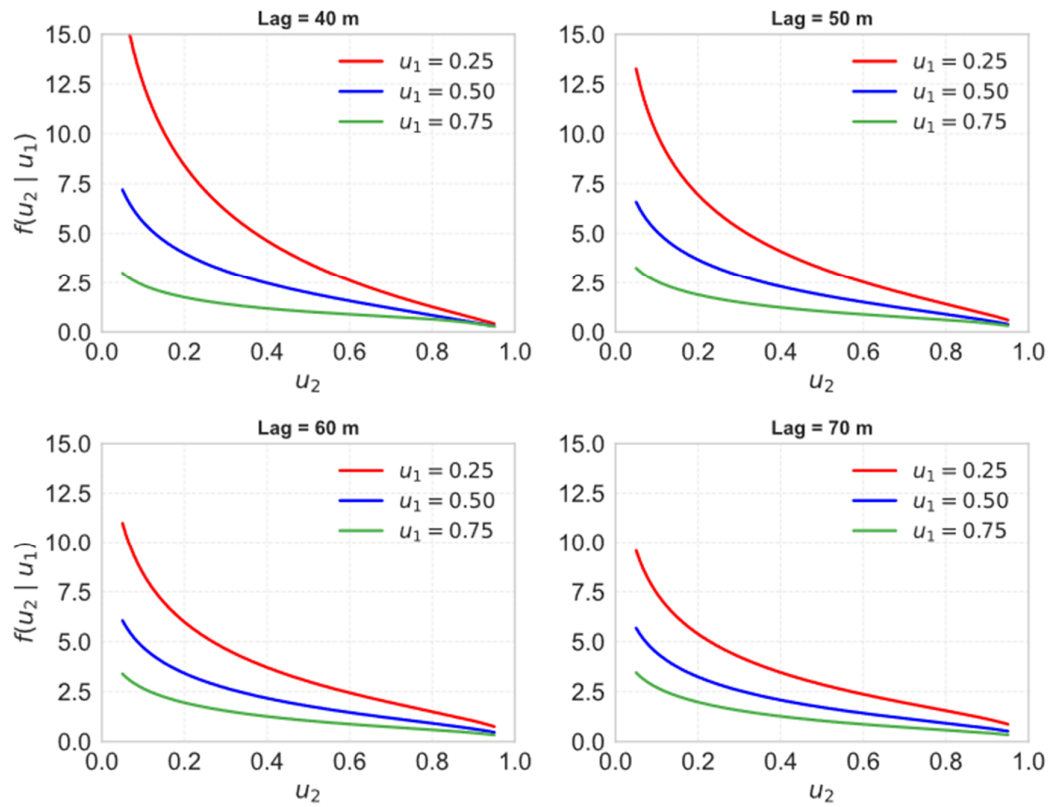 Lag = 40 m
15.0
12.5
10.0
7.5
5.0
2.5
0.0
f(u₂ | u₁)
u₁ = 0.25
u₁ = 0.50
u₁ = 0.75
0.0 0.2 0.4 0.6 0.8 1.0
u₂
Lag = 50 m
15.0
12.5
10.0
7.5
5.0
2.5
0.0
u₁ = 0.25
u₁ = 0.50
u₁ = 0.75
0.0 0.2 0.4 0.6 0.8 1.0
u₂
Lag = 60 m
15.0
12.5
10.0
7.5
5.0
2.5
0.0
f(u₂ | u₁)
u₁ = 0.25
u₁ = 0.50
u₁ = 0.75
0.0 0.2 0.4 0.6 0.8 1.0
u₂
Lag = 70 m
15.0
12.5
10.0
7.5
5.0
2.5
0.0
u₁ = 0.25
u₁ = 0.50
u₁ = 0.75
0.0 0.2 0.4 0.6 0.8 1.0
u₂